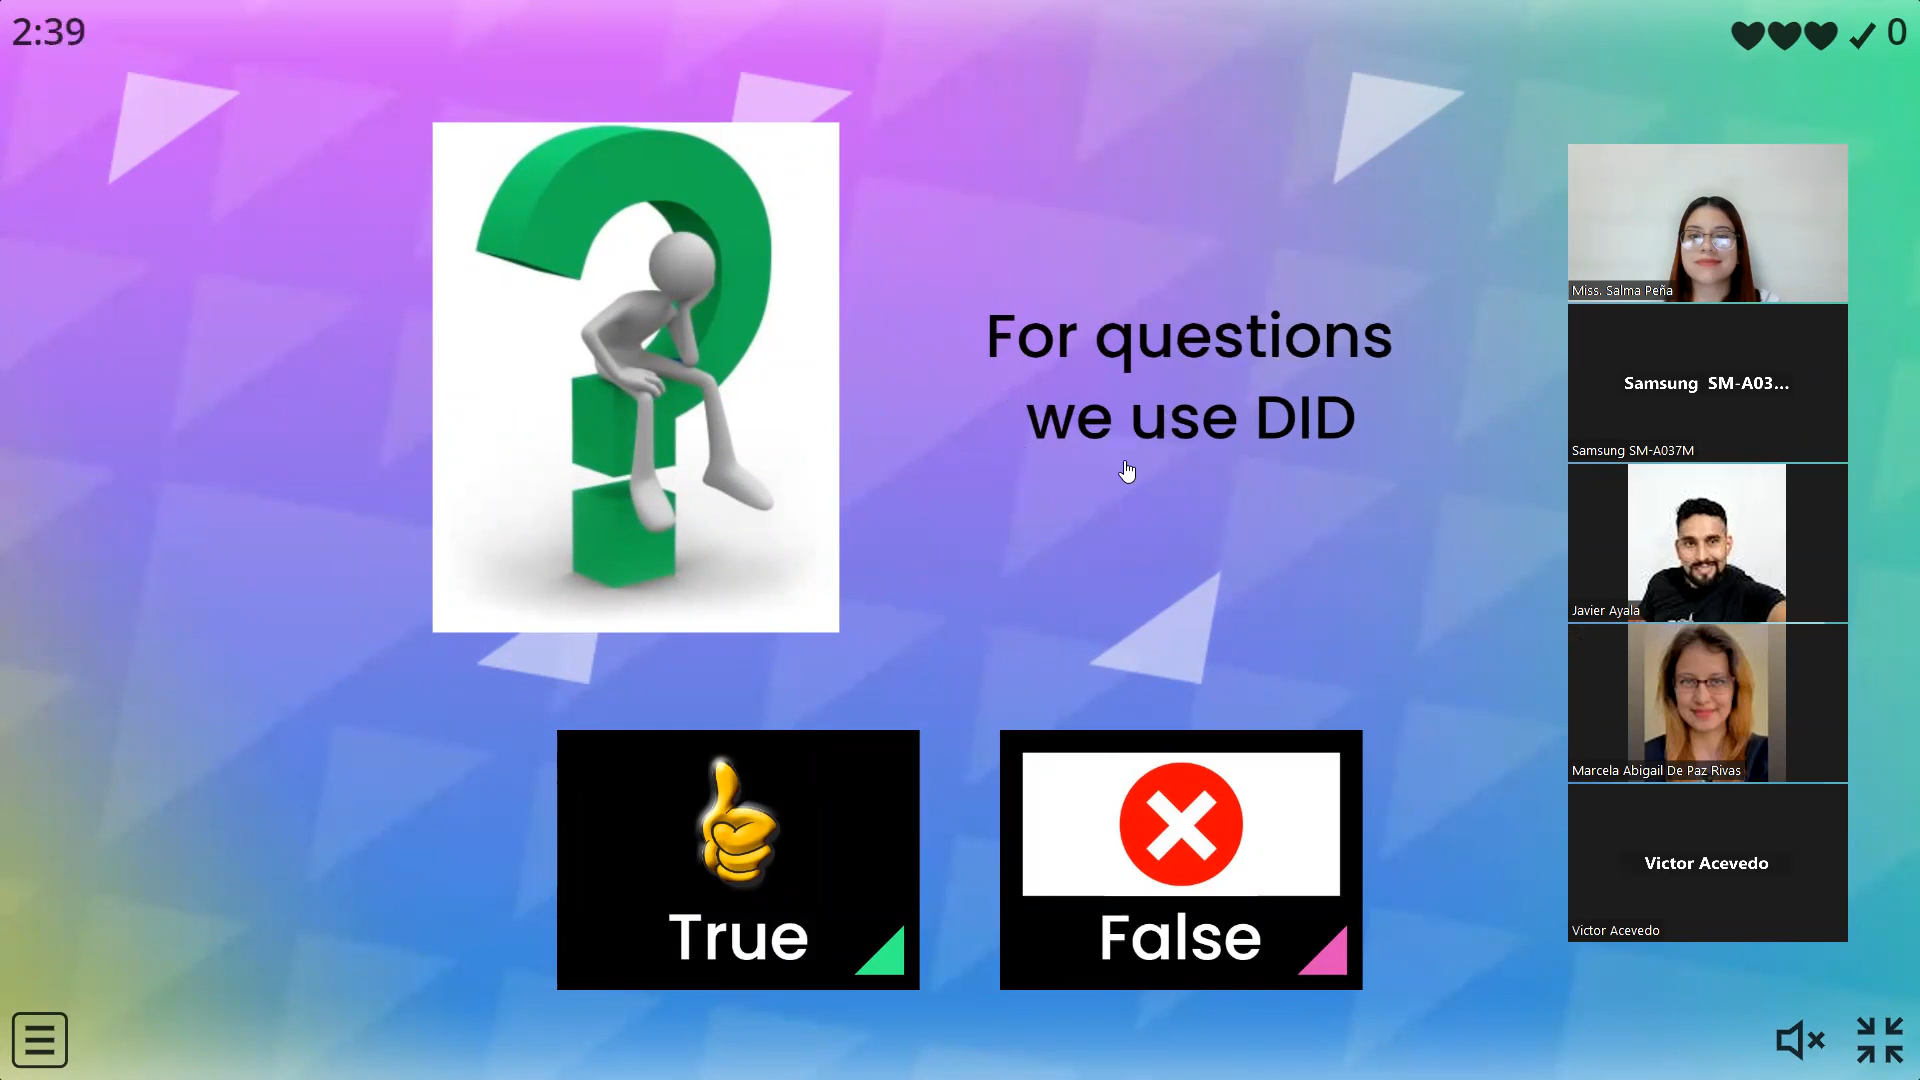 2:39
0
For questions
we use DID
True
False
Miss. Salma Peña
Samsung SM-A03...
Samsung SM-A037M
Javier Ayala
Marcela Abigail De Paz Rivas
Victor Acevedo
Victor Acevedo